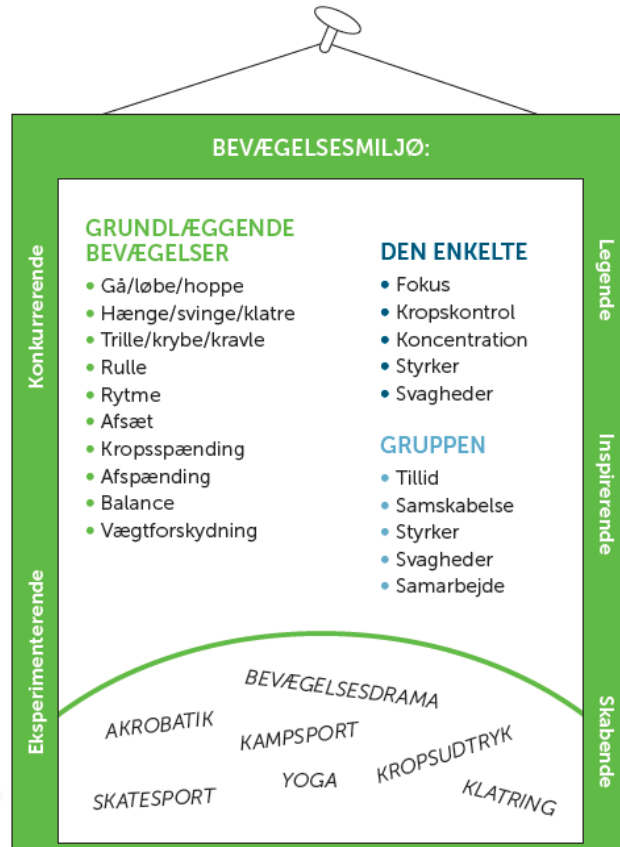 BEVÆGELSESMILJØ:
Konkurrerende
Eksperimenterende
GRUNDLÆGGENDE
BEVÆGELSER
• Gå/løbe/hoppe
• Hænge/svinge/klatre
• Trille/krybe/kravle
• Rulle
• Rytme
• Afsæt
• Kropsspænding
• Afspænding
• Balance
• Vægtforskydning
DEN ENKELTE
• Fokus
• Kropskontrol
• Koncentration
• Styrker
• Svagheder
GRUPPEN
• Tillid
• Samskabelse
• Styrker
• Svagheder
• Samarbejde
Legende
Inspirerende
Skabende
BEVÆGELSESDRAMA
AKROBATIK
KAMPSPORT
KROPSUDTRYK
SKATESPORT
YOGA
KLATRING